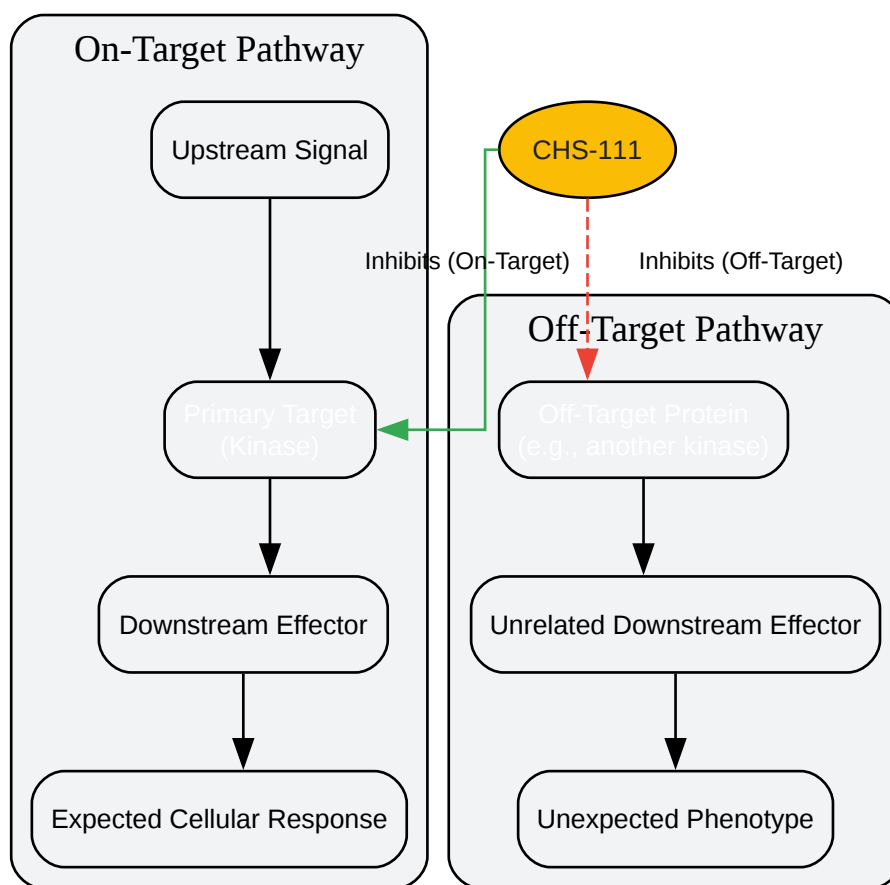 On-Target Pathway
Upstream Signal
CHS-111
Inhibits (On-Target)
Inhibits (Off-Target)
Off-Target Pathway
Primary Target
(Kinase)
Off-Target Protein
(e.g., another kinase)
Downstream Effector
Unrelated Downstream Effector
Expected Cellular Response
Unexpected Phenotype